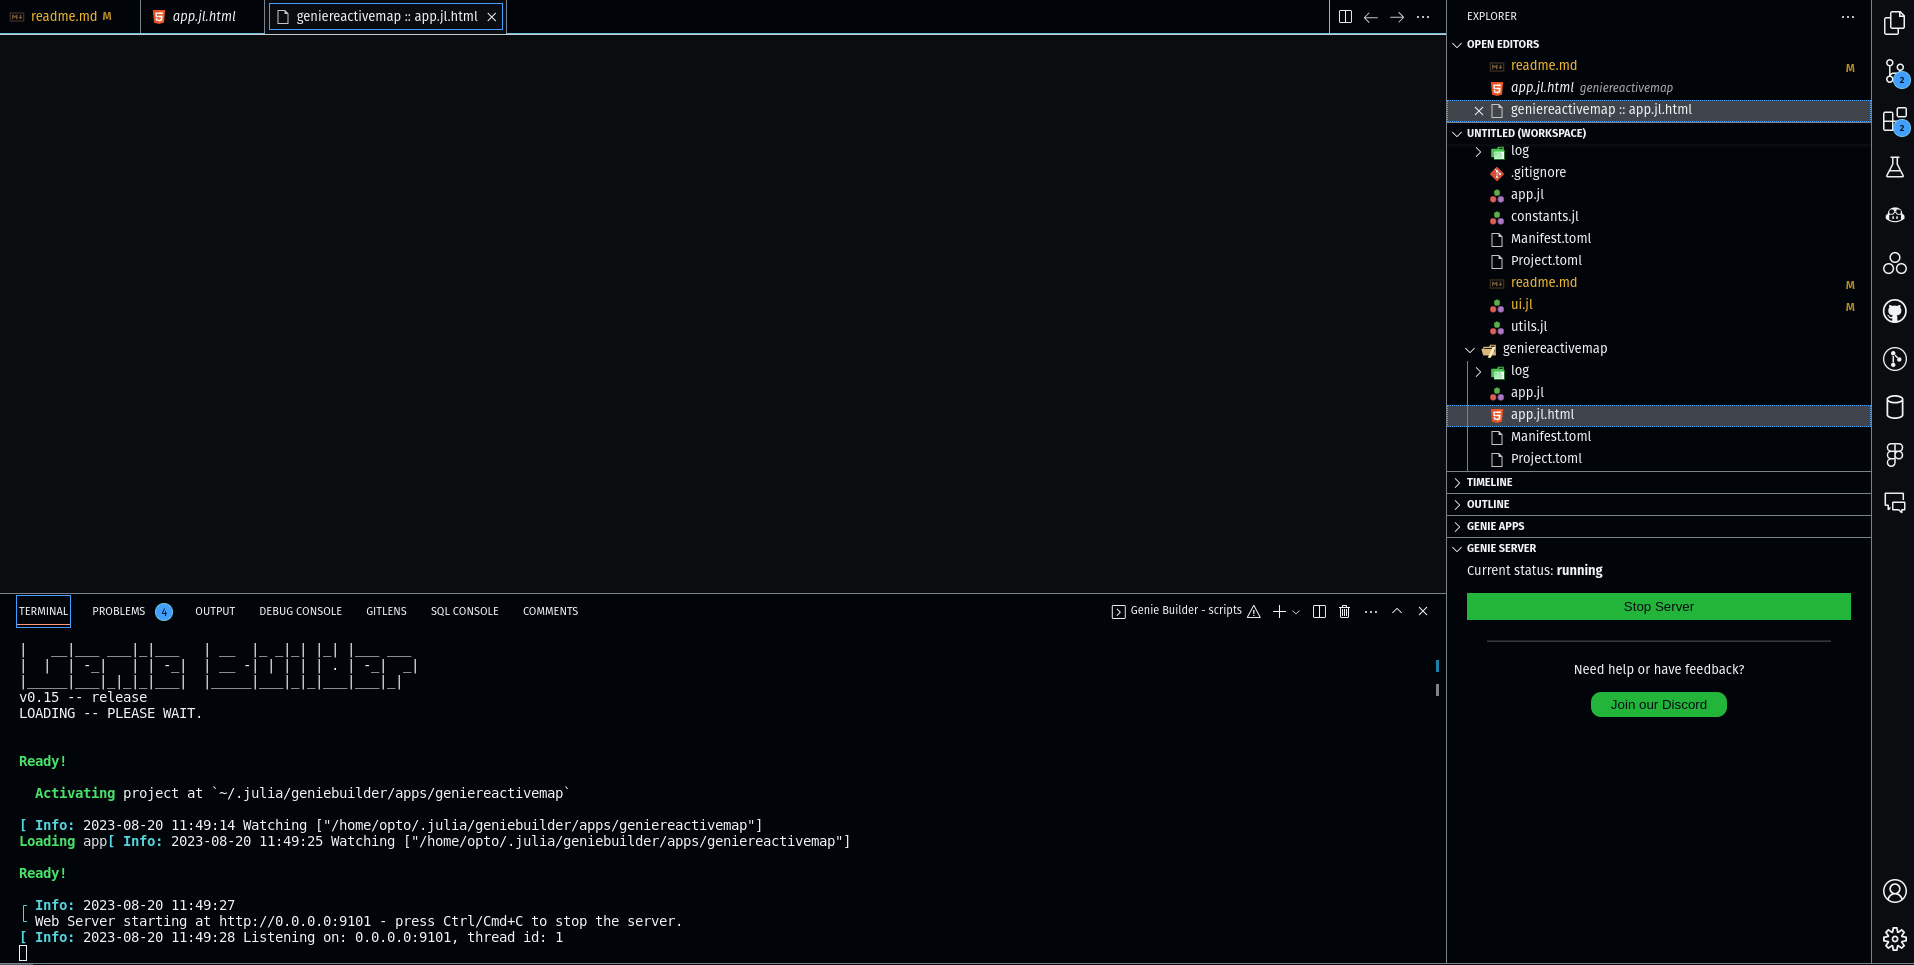 readme.md M
app.jl.html
geniereactivemap :: app.jl.html
TERMINAL
PROBLEMS 4
OUTPUT
DEBUG CONSOLE
GITLENS
SQL CONSOLE
COMMENTS
Genie Builder - scripts
v0.15 -- release
LOADING -- PLEASE WAIT.
Ready!
Activating project at `~/.julia/geniebuilder/apps/geniereactivemap`
[ Info: 2023-08-20 11:49:14 Watching ["/home/opto/.julia/geniebuilder/apps/geniereactivemap"]
Loading app[ Info: 2023-08-20 11:49:25 Watching ["/home/opto/.julia/geniebuilder/apps/geniereactivemap"]
Ready!
┌ Info: 2023-08-20 11:49:27
└ Web Server starting at http://0.0.0.0:9101 - press Ctrl/Cmd+C to stop the server.
[ Info: 2023-08-20 11:49:28 Listening on: 0.0.0.0:9101, thread id: 1
EXPLORER
OPEN EDITORS
readme.md M
app.jl.html geniereactivemap
geniereactivemap :: app.jl.html
UNTITLED (WORKSPACE)
log
.gitignore
app.jl
constants.jl
Manifest.toml
Project.toml
readme.md M
ui.jl M
utils.jl
geniereactivemap
log
app.jl
app.jl.html
Manifest.toml
Project.toml
TIMELINE
OUTLINE
GENIE APPS
GENIE SERVER
Current status: running
Stop Server
Need help or have feedback?
Join our Discord
2
2